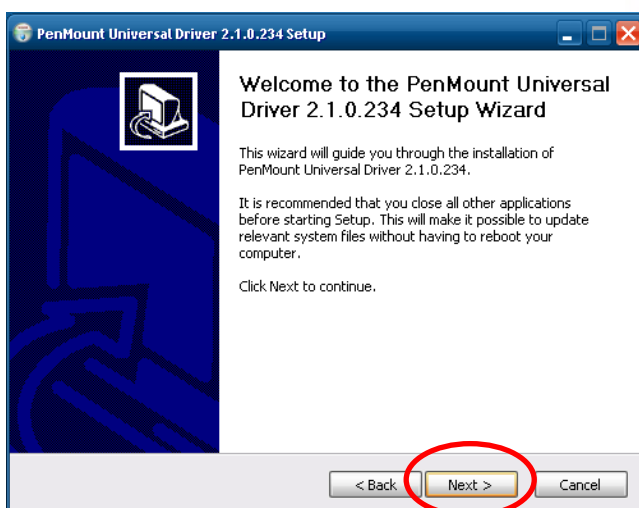 PenMount Universal Driver 2.1.0.234 Setup
Welcome to the PenMount Universal
Driver 2.1.0.234 Setup Wizard
This wizard will guide you through the installation of
PenMount Universal Driver 2.1.0.234.
It is recommended that you close all other applications
before starting Setup. This will make it possible to update
relevant system files without having to reboot your
computer.
Click Next to continue.
< Back Next > Cancel